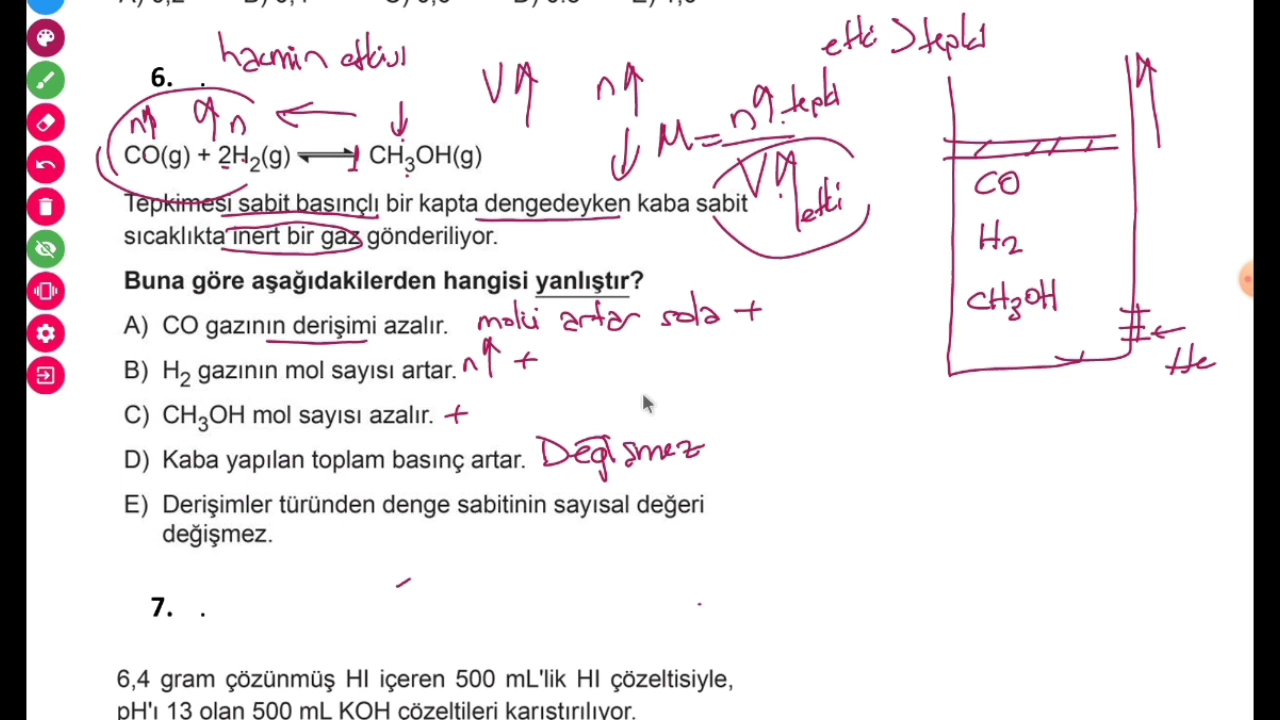 hacmin etkisi
etki > tepki
6. .
V↑ n↑
n↑ ↑n ← ↓
↓ M = n↑ tepki / V↑ etki
CO(g) + 2H₂(g) ⇌ CH₃OH(g)
1
Tepkimesi sabit basınçlı bir kapta dengedeyken kaba sabit
sıcaklıkta inert bir gaz gönderiliyor.
Buna göre aşağıdakilerden hangisi yanlıştır?
A) CO gazının derişimi azalır. molü artar sola +
B) H₂ gazının mol sayısı artar. n↑ +
C) CH₃OH mol sayısı azalır. +
D) Kaba yapılan toplam basınç artar. Değişmez
E) Derişimler türünden denge sabitinin sayısal değeri
değişmez.
CO
H₂
CH₃OH
He
7. .
6,4 gram çözünmüş HI içeren 500 mL'lik HI çözeltisiyle,
pH'ı 13 olan 500 mL KOH çözeltileri karıştırılıyor.